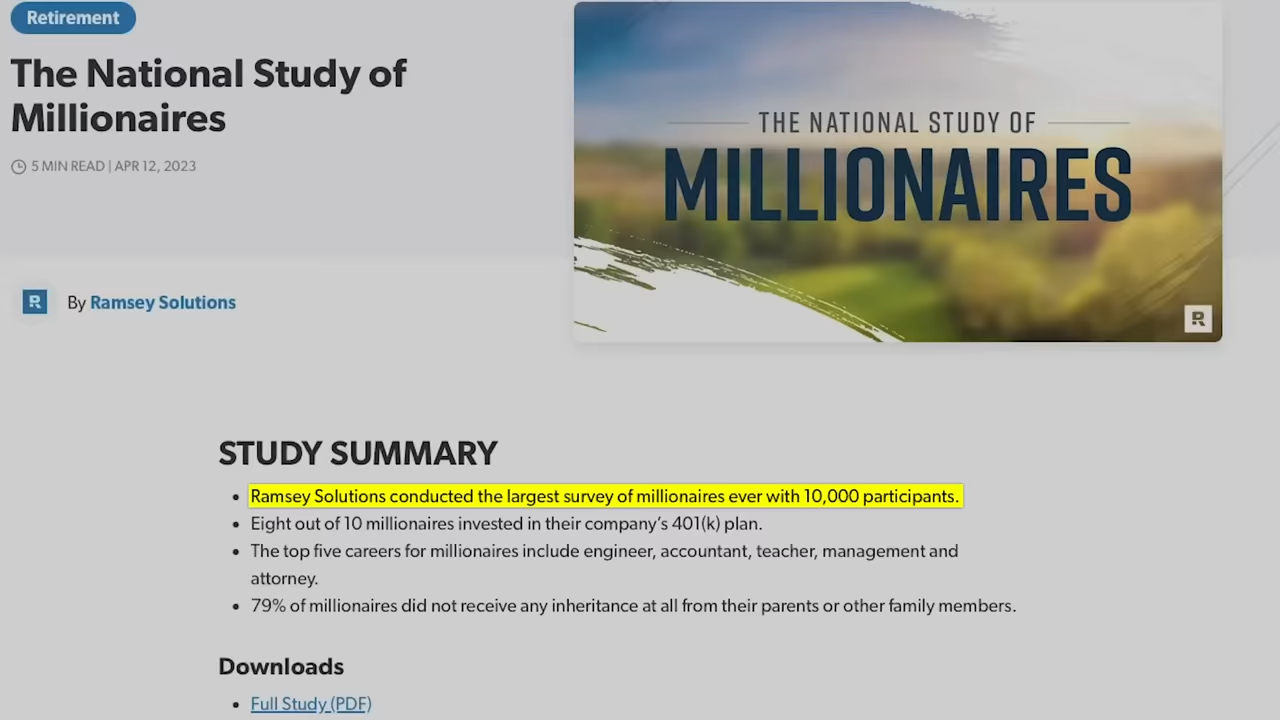 Retirement
The National Study of
Millionaires
5 MIN READ | APR 12, 2023
By Ramsey Solutions
THE NATIONAL STUDY OF
MILLIONAIRES
R
R
STUDY SUMMARY
• Ramsey Solutions conducted the largest survey of millionaires ever with 10,000 participants.
• Eight out of 10 millionaires invested in their company’s 401(k) plan.
• The top five careers for millionaires include engineer, accountant, teacher, management and
attorney.
• 79% of millionaires did not receive any inheritance at all from their parents or other family members.
Downloads
• Full Study (PDF)